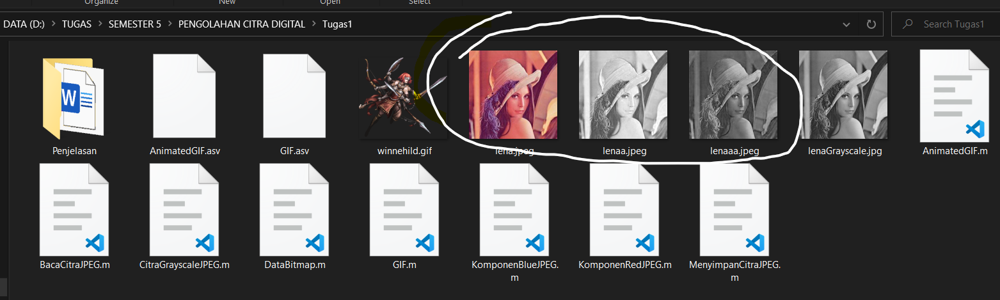 Organize New Open Select
DATA (D:) > TUGAS > SEMESTER 5 > PENGOLAHAN CITRA DIGITAL > Tugas1
Search Tugas1
W
Penjelasan
AnimatedGIF.asv
GIF.asv
winnehild.gif
lena.jpeg
lenaa.jpeg
lenaaa.jpeg
lenaGrayscale.jpg
AnimatedGIF.m
BacaCitraJPEG.m
CitraGrayscaleJPEG.m
DataBitmap.m
GIF.m
KomponenBlueJPEG.
m
KomponenRedJPEG.m
MenyimpanCitraJPEG.
m